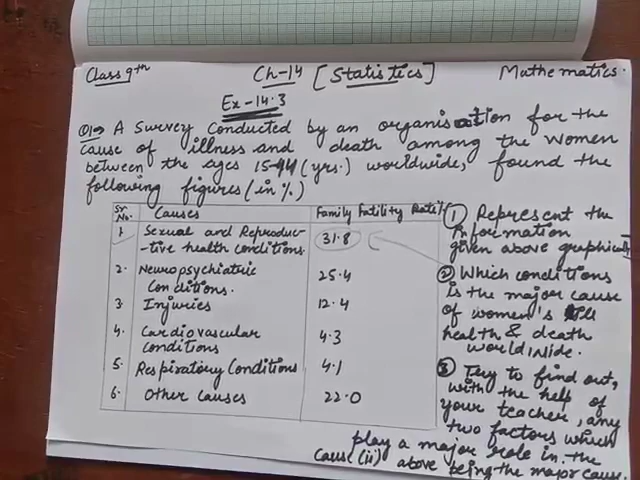 Class 9th Ch-14 [Statistics] Mathematics.
Ex-14.3
Q1 A Survey Conducted by an organisation for the
cause of illness and death among the women
between the ages 15-44 (yrs.) worldwide, found the
following figures (in %)
Sr. No. Causes Family Fatility Rate%
1. Sexual and Reproduc-
-tive health conditions. 31.8
2. Neuropsychiatric
Conditions. 25.4
3. Injuries 12.4
4. Cardiovascular
conditions 4.3
5. Respiratory Conditions 4.1
6. Other Causes 22.0
① Represent the
information
given above graphically
② Which conditions
is the major cause
of women's ill
health & death
worldwide.
③ Try to find out,
with the help of
your teacher, any
two factors which
play a major role in the
cause (ii) above being the major cause.